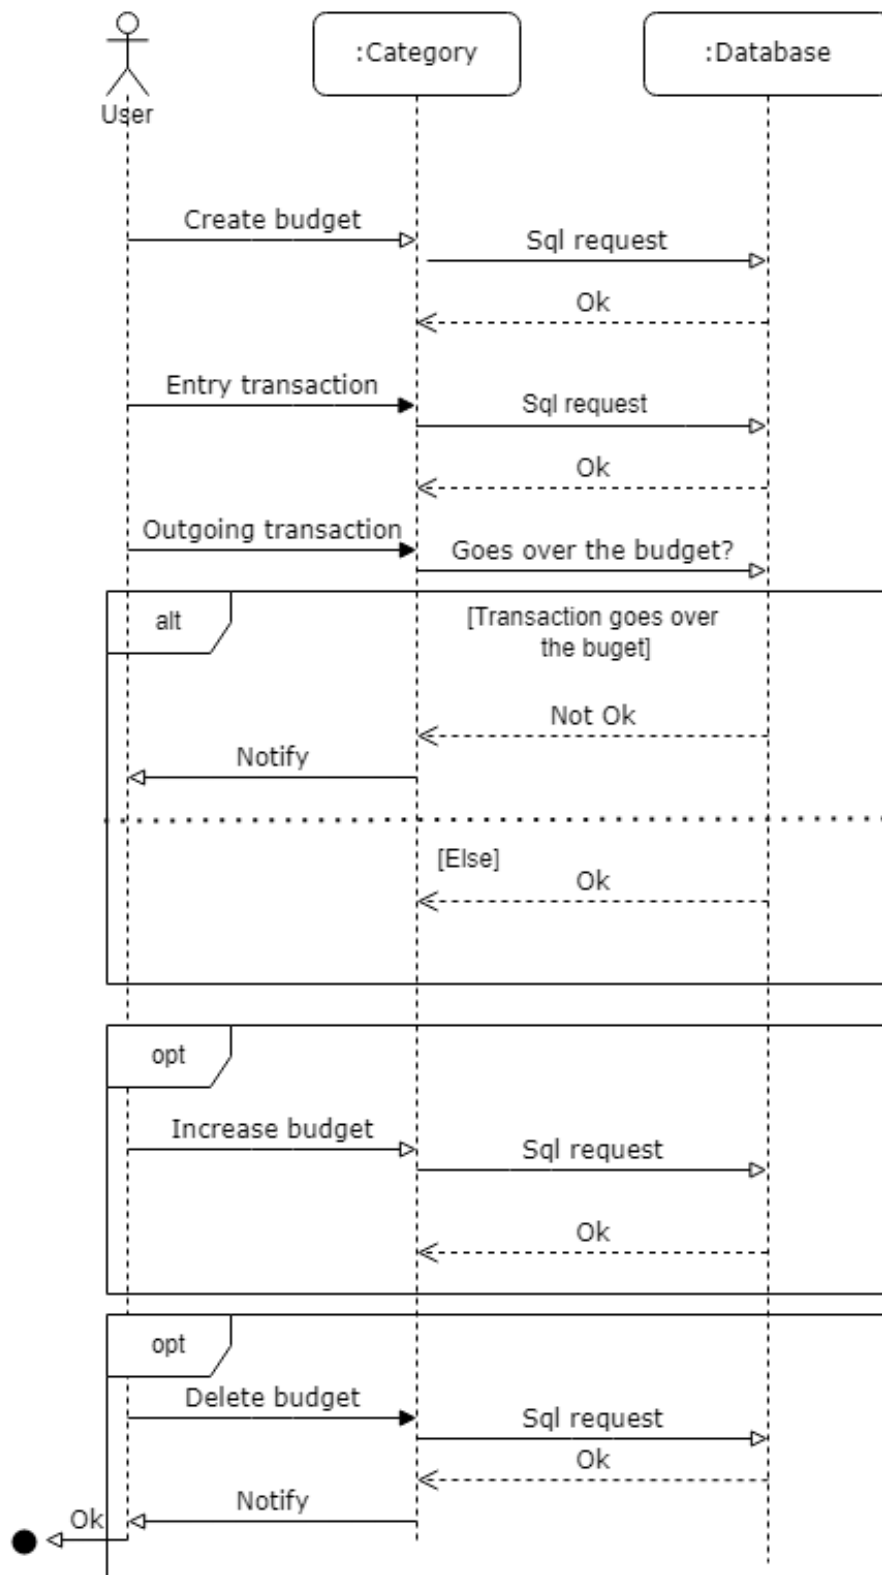 :Category
:Database
User
Create budget
Sql request
Ok
Entry transaction
Sql request
Ok
Outgoing transaction
Goes over the budget?
alt
[Transaction goes over
the buget]
Not Ok
Notify
[Else]
Ok
opt
Increase budget
Sql request
Ok
opt
Delete budget
Sql request
Ok
Notify
Ok